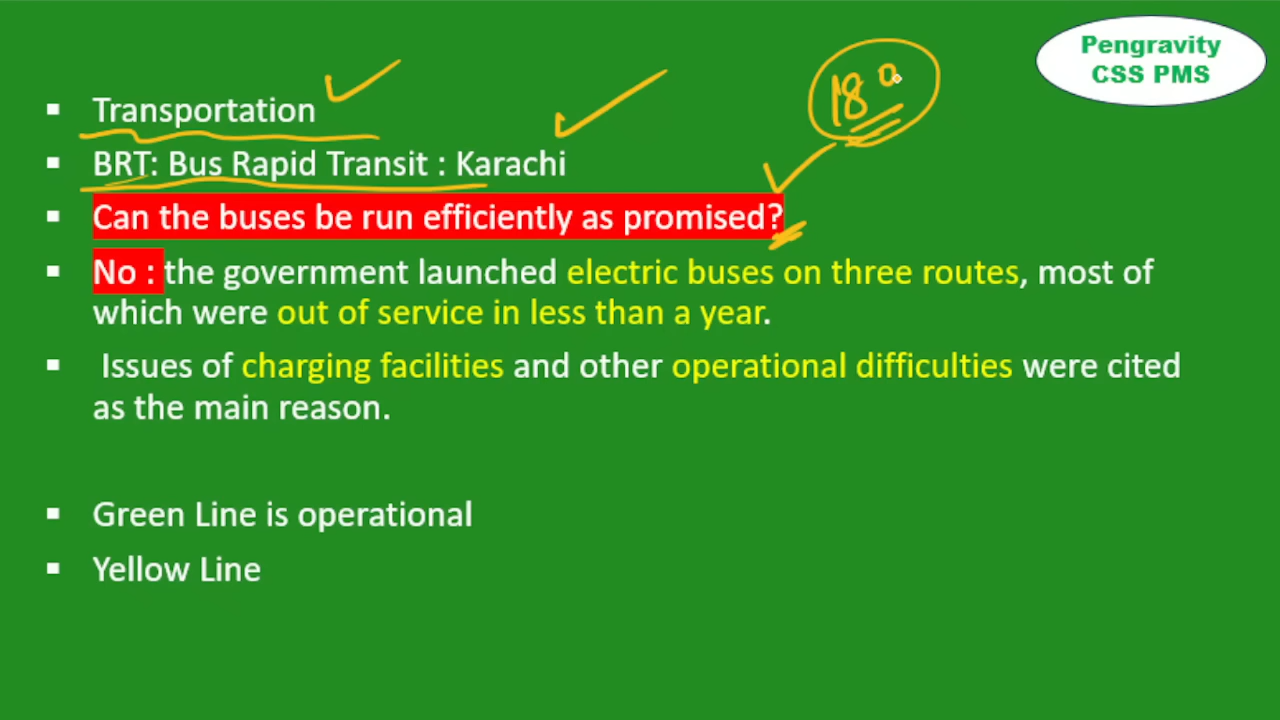 Pengravity
CSS PMS
18
▪ Transportation
▪ BRT: Bus Rapid Transit : Karachi
▪ Can the buses be run efficiently as promised?
▪ No : the government launched electric buses on three routes, most of
which were out of service in less than a year.
▪ Issues of charging facilities and other operational difficulties were cited
as the main reason.
▪ Green Line is operational
▪ Yellow Line